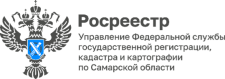 Росреестр
Управление Федеральной службы
государственной регистрации,
кадастра и картографии
по Самарской области